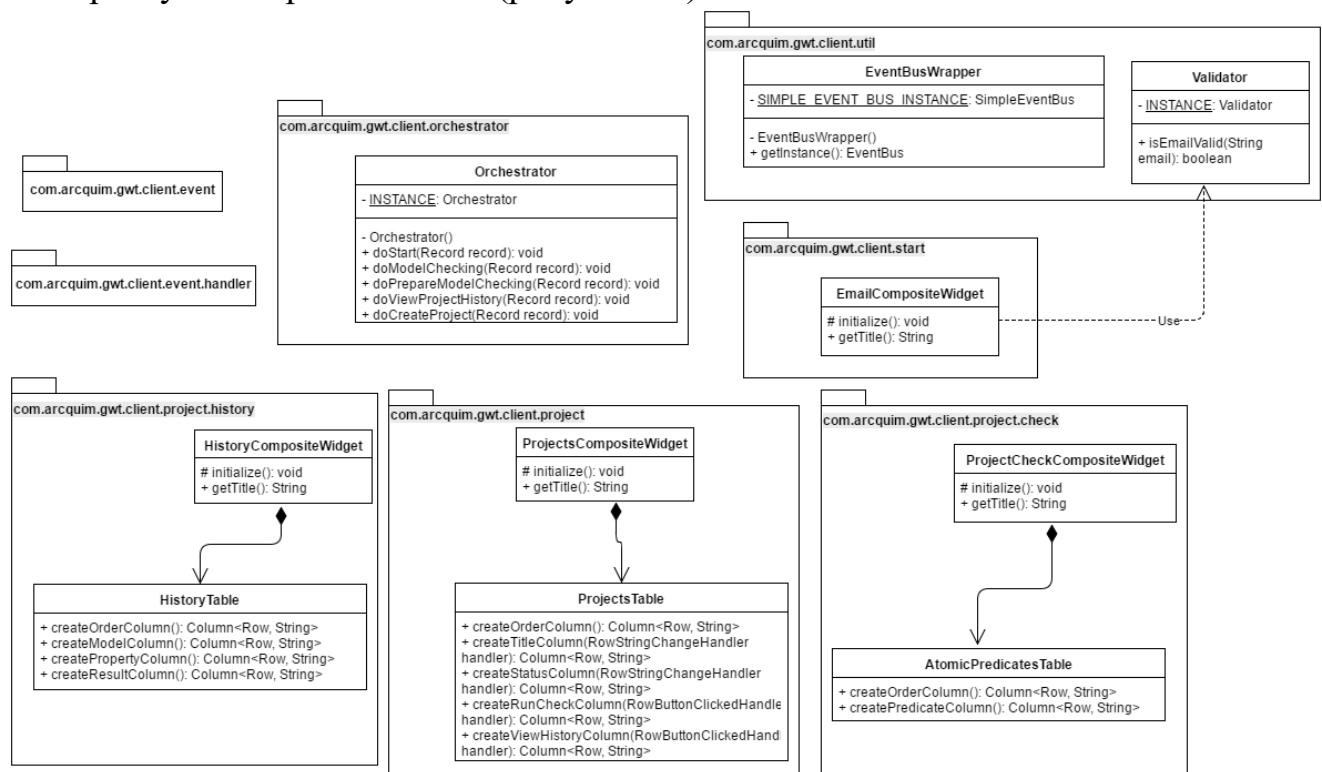 com.arcquim.gwt.client.util
EventBusWrapper
- SIMPLE_EVENT_BUS_INSTANCE: SimpleEventBus
- EventBusWrapper()
+ getInstance(): EventBus
Validator
- INSTANCE: Validator
+ isEmailValid(String
email): boolean
com.arcquim.gwt.client.orchestrator
Orchestrator
- INSTANCE: Orchestrator
- Orchestrator()
+ doStart(Record record): void
+ doModelChecking(Record record): void
+ doPrepareModelChecking(Record record): void
+ doViewProjectHistory(Record record): void
+ doCreateProject(Record record): void
com.arcquim.gwt.client.event
com.arcquim.gwt.client.event.handler
com.arcquim.gwt.client.start
EmailCompositeWidget
# initialize(): void
+ getTitle(): String
Use
com.arcquim.gwt.client.project.history
HistoryCompositeWidget
# initialize(): void
+ getTitle(): String
HistoryTable
+ createOrderColumn(): Column<Row, String>
+ createModelColumn(): Column<Row, String>
+ createPropertyColumn(): Column<Row, String>
+ createResultColumn(): Column<Row, String>
com.arcquim.gwt.client.project
ProjectsCompositeWidget
# initialize(): void
+ getTitle(): String
ProjectsTable
+ createOrderColumn(): Column<Row, String>
+ createTitleColumn(RowStringChangeHandler
handler): Column<Row, String>
+ createStatusColumn(RowStringChangeHandler
handler): Column<Row, String>
+ createRunCheckColumn(RowButtonClickedHandle
handler): Column<Row, String>
+ createViewHistoryColumn(RowButtonClickedHandl
handler): Column<Row, String>
com.arcquim.gwt.client.project.check
ProjectCheckCompositeWidget
# initialize(): void
+ getTitle(): String
AtomicPredicatesTable
+ createOrderColumn(): Column<Row, String>
+ createPredicateColumn(): Column<Row, String>